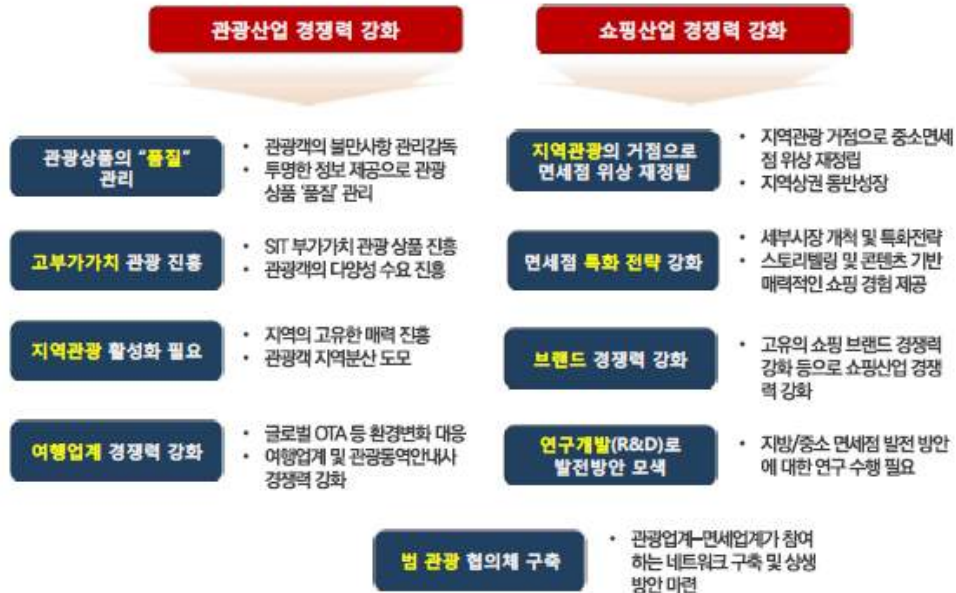 관광산업 경쟁력 강화
관광상품의 “품질”
관리
• 관광객의 불만사항 관리감독
• 투명한 정보 제공으로 관광
상품 '품질' 관리
고부가가치 관광 진흥
• SIT 부가가치 관광 상품 진흥
• 관광객의 다양성 수요 진흥
지역관광 활성화 필요
• 지역의 고유한 매력 진흥
• 관광객 지역분산 도모
여행업계 경쟁력 강화
• 글로벌 OTA 등 환경변화 대응
• 여행업계 및 관광통역안내사
경쟁력 강화
쇼핑산업 경쟁력 강화
지역관광의 거점으로
면세점 위상 재정립
• 지역관광 거점으로 중소면세
점 위상 재정립
• 지역상권 동반성장
면세점 특화 전략 강화
• 세부시장 개척 및 특화전략
• 스토리텔링 및 콘텐츠 기반
매력적인 쇼핑 경험 제공
브랜드 경쟁력 강화
• 고유의 쇼핑 브랜드 경쟁력
강화 등으로 쇼핑산업 경쟁
력 강화
연구개발(R&D)로
발전방안 모색
• 지방/중소 면세점 발전 방안
에 대한 연구 수행 필요
범 관광 협의체 구축
• 관광업계-면세업계가 참여
하는 네트워크 구축 및 상생
방안 마련